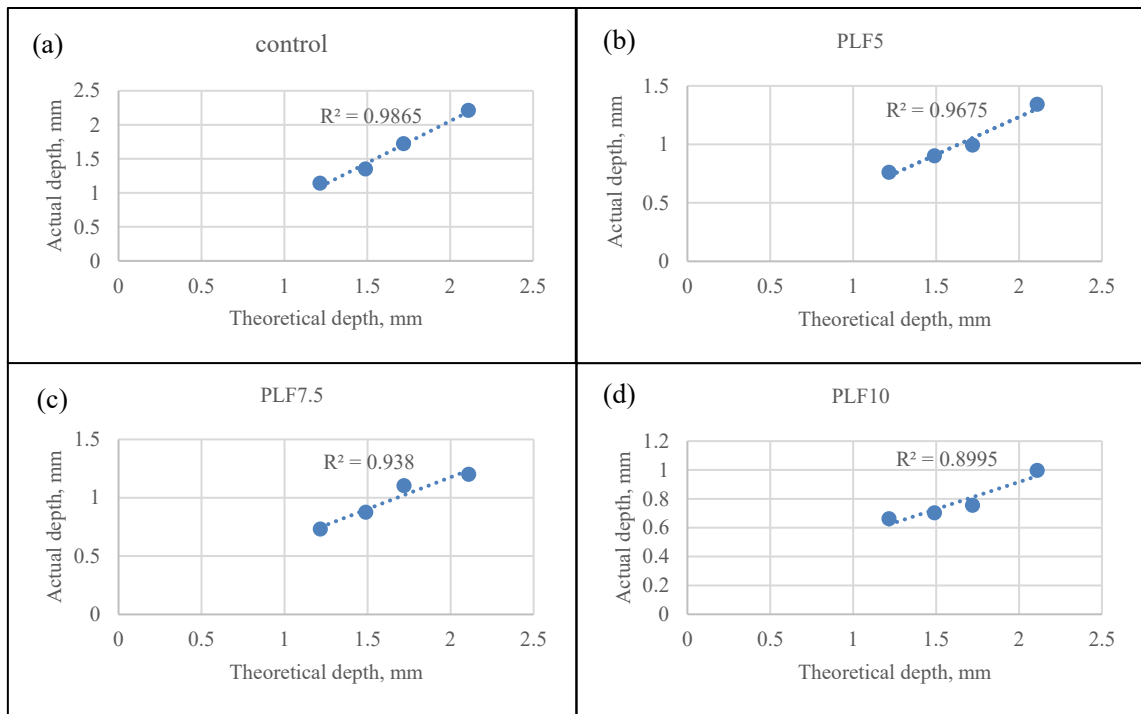 (a)
control
R² = 0.9865
Actual depth, mm
2.5
2
1.5
1
0.5
0
0
0.5
1
1.5
2
2.5
Theoretical depth, mm
(b)
PLF5
R² = 0.9675
Actual depth, mm
1.5
1
0.5
0
0
0.5
1
1.5
2
2.5
Theoretical depth, mm
(c)
PLF7.5
R² = 0.938
Actual depth, mm
1.5
1
0.5
0
0
0.5
1
1.5
2
2.5
Theoretical depth, mm
(d)
PLF10
R² = 0.8995
Actual depth, mm
1.2
1
0.8
0.6
0.4
0.2
0
0
0.5
1
1.5
2
2.5
Theoretical depth, mm